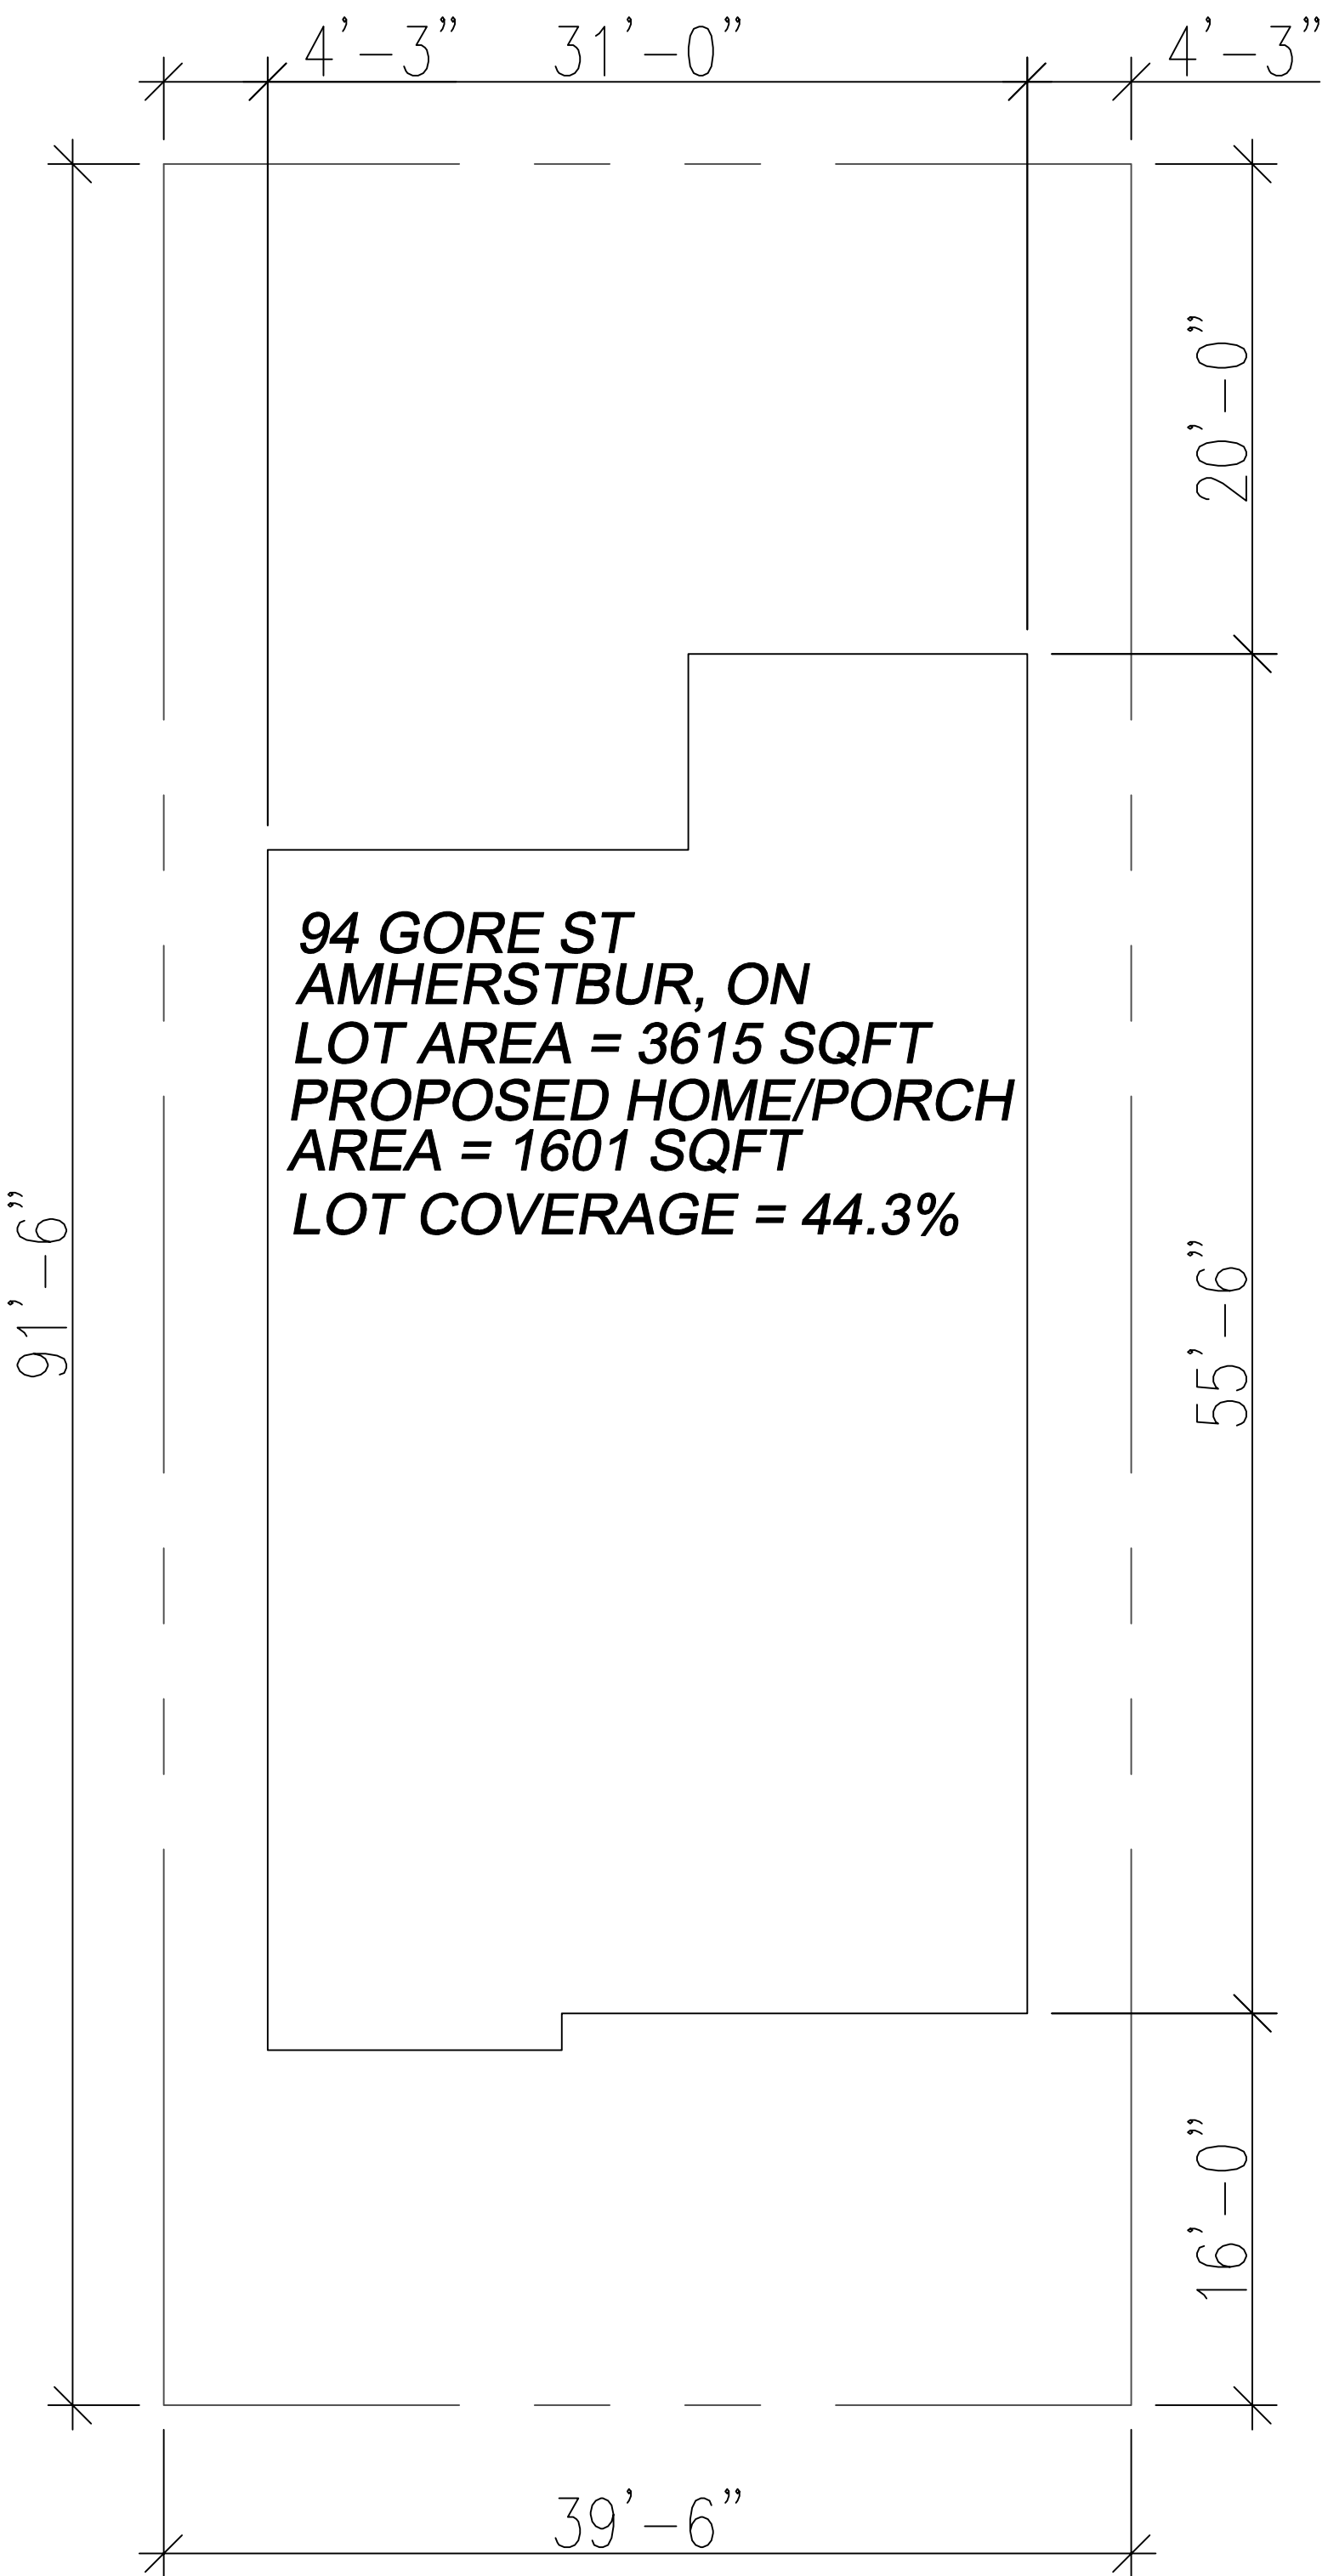 4'-3" 31'-0" 4'-3"
20'-0"
94 GORE ST
AMHERSTBUR, ON
LOT AREA = 3615 SQFT
PROPOSED HOME/PORCH
AREA = 1601 SQFT
LOT COVERAGE = 44.3%
91'-6"
55'-6"
16'-0"
39'-6"